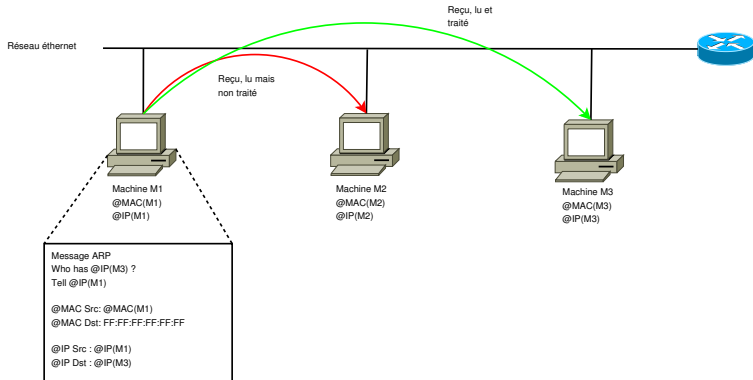 Reçu, lu et
traité
Réseau éthernet
Reçu, lu mais
non traité
Machine M1
@MAC(M1)
@IP(M1)
Machine M2
@MAC(M2)
@IP(M2)
Machine M3
@MAC(M3)
@IP(M3)
Message ARP
Who has @IP(M3) ?
Tell @IP(M1)
@MAC Src: @MAC(M1)
@MAC Dst: FF:FF:FF:FF:FF:FF
@IP Src : @IP(M1)
@IP Dst : @IP(M3)